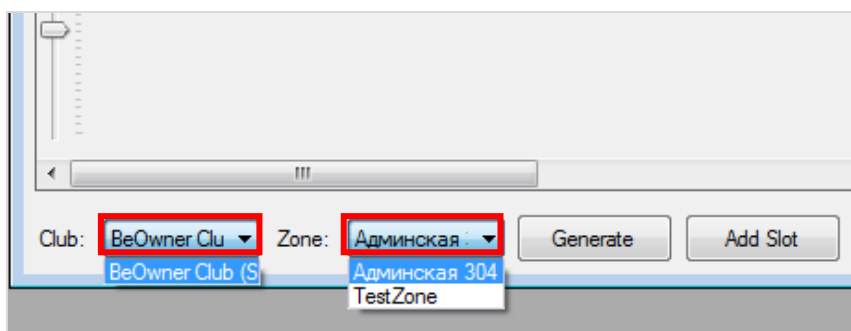 Club: BeOwner Clu Zone: Админская Generate Add Slot
BeOwner Club (S Админская 304
TestZone